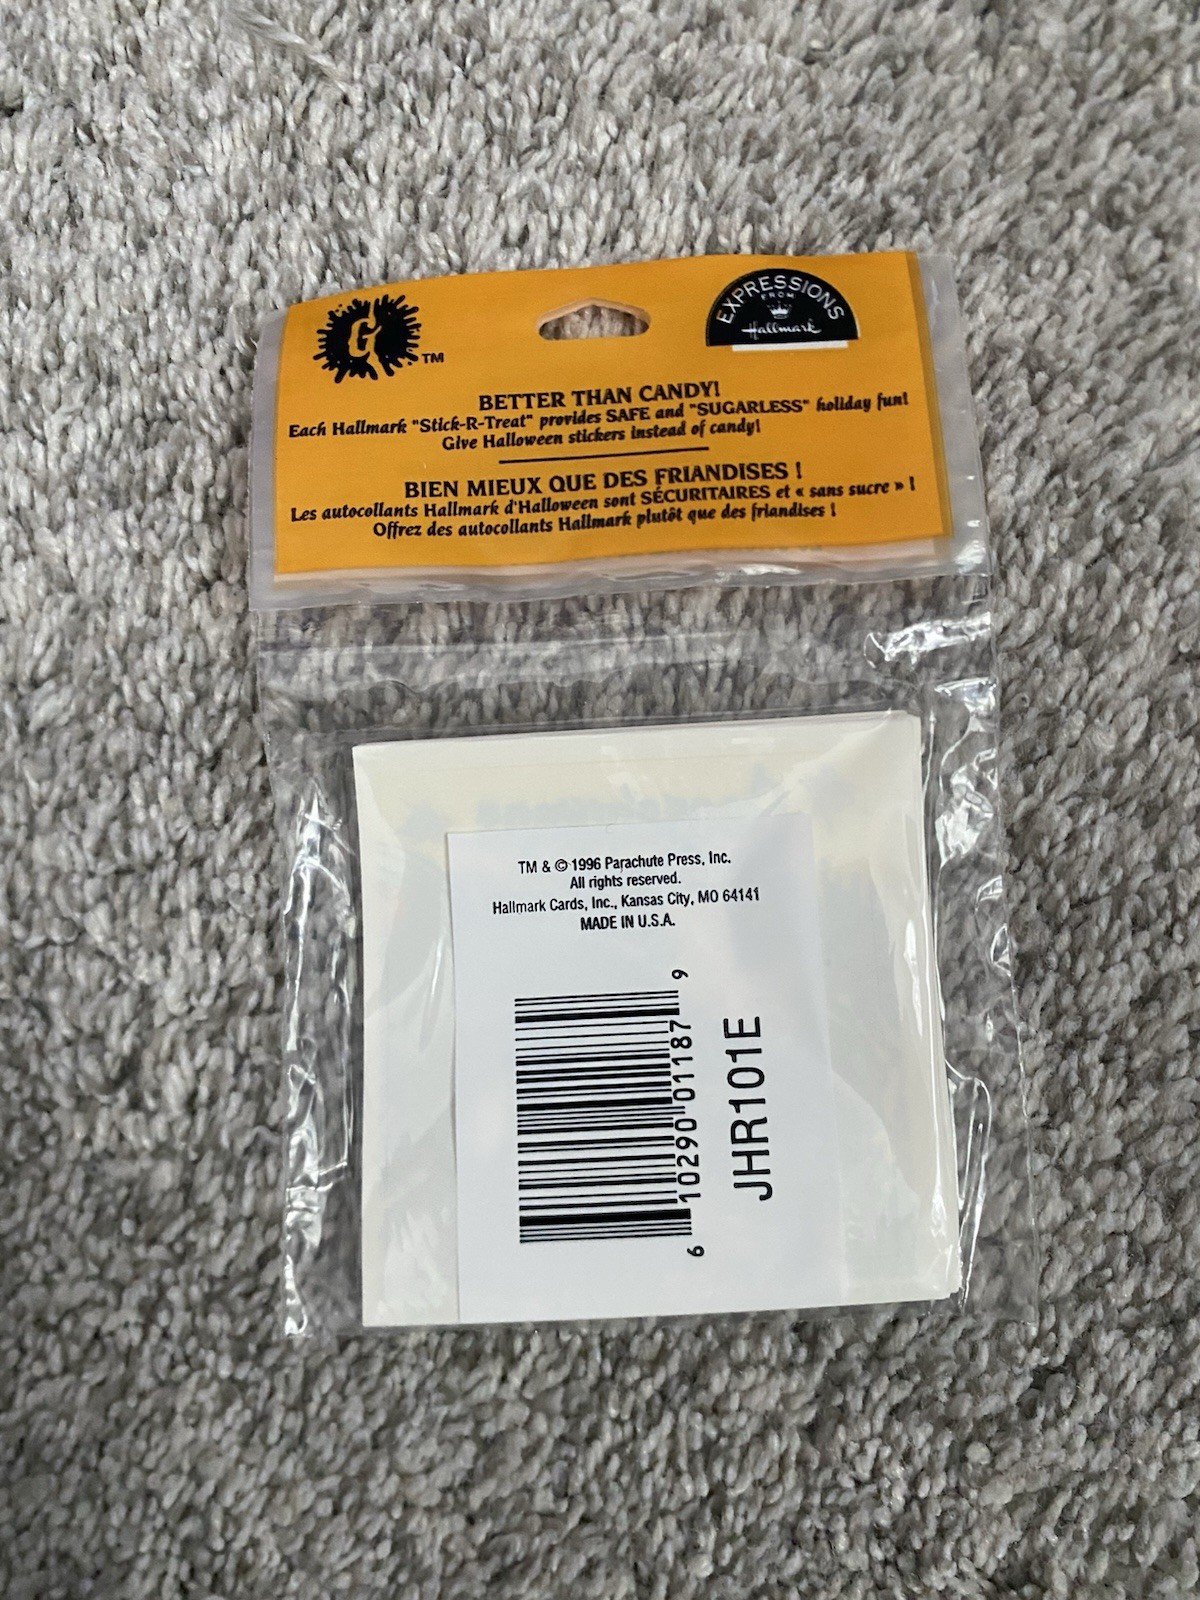 G TM
EXPRESSIONS
FROM
Hallmark
BETTER THAN CANDY!
Each Hallmark "Stick-R-Treat" provides SAFE and "SUGARLESS" holiday fun!
Give Halloween stickers instead of candy!
BIEN MIEUX QUE DES FRIANDISES !
Les autocollants Hallmark d'Halloween sont SÉCURITAIRES et « sans sucre » !
Offrez des autocollants Hallmark plutôt que des friandises !
TM & © 1996 Parachute Press, Inc.
All rights reserved.
Hallmark Cards, Inc., Kansas City, MO 64141
MADE IN U.S.A.
6 10290 01187 9
JHR101E